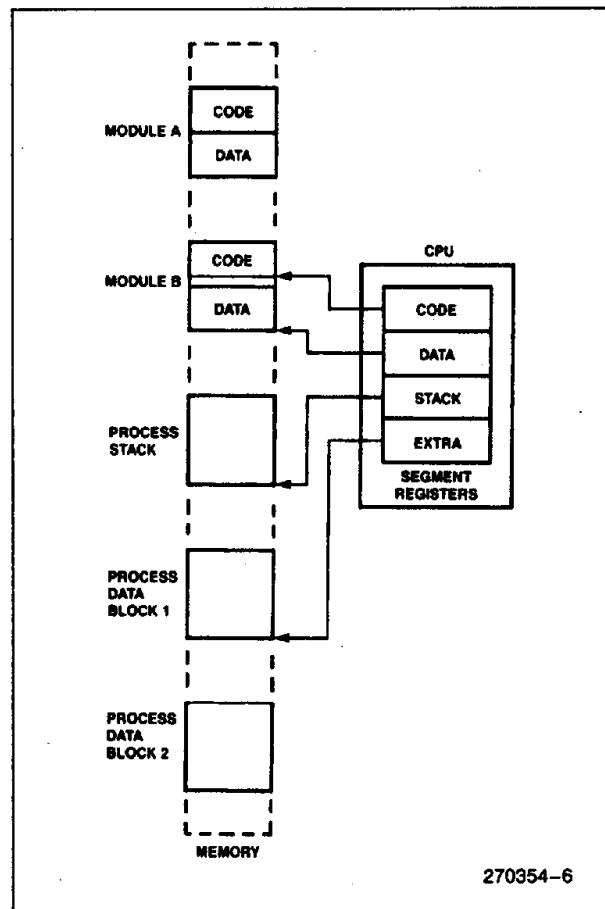 CODE
MODULE A
DATA
CODE
MODULE B
DATA
CPU
CODE
DATA
STACK
EXTRA
SEGMENT
REGISTERS
PROCESS
STACK
PROCESS
DATA
BLOCK 1
PROCESS
DATA
BLOCK 2
MEMORY
270354-6